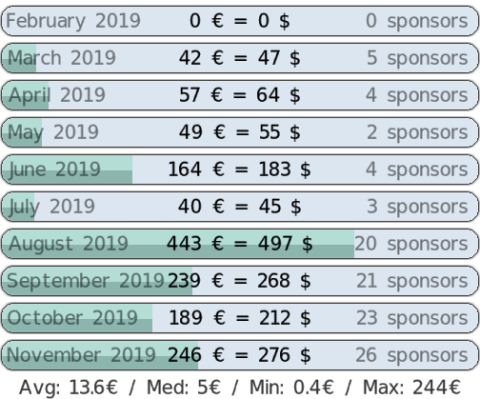 February 2019 0 € = 0 $ 0 sponsors
March 2019 42 € = 47 $ 5 sponsors
April 2019 57 € = 64 $ 4 sponsors
May 2019 49 € = 55 $ 2 sponsors
June 2019 164 € = 183 $ 4 sponsors
July 2019 40 € = 45 $ 3 sponsors
August 2019 443 € = 497 $ 20 sponsors
September 2019 239 € = 268 $ 21 sponsors
October 2019 189 € = 212 $ 23 sponsors
November 2019 246 € = 276 $ 26 sponsors
Avg: 13.6€ / Med: 5€ / Min: 0.4€ / Max: 244€